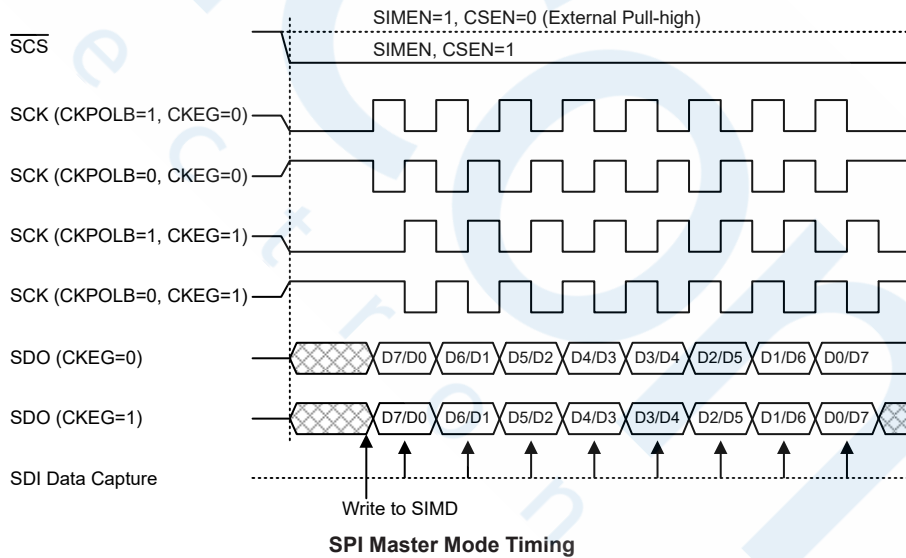 SIMEN=1, CSEN=0 (External Pull-high)
SCS
SIMEN, CSEN=1
SCK (CKPOLB=1, CKEG=0)
SCK (CKPOLB=0, CKEG=0)
SCK (CKPOLB=1, CKEG=1)
SCK (CKPOLB=0, CKEG=1)
SDO (CKEG=0) D7/D0 D6/D1 D5/D2 D4/D3 D3/D4 D2/D5 D1/D6 D0/D7
SDO (CKEG=1) D7/D0 D6/D1 D5/D2 D4/D3 D3/D4 D2/D5 D1/D6 D0/D7
SDI Data Capture
Write to SIMD
SPI Master Mode Timing